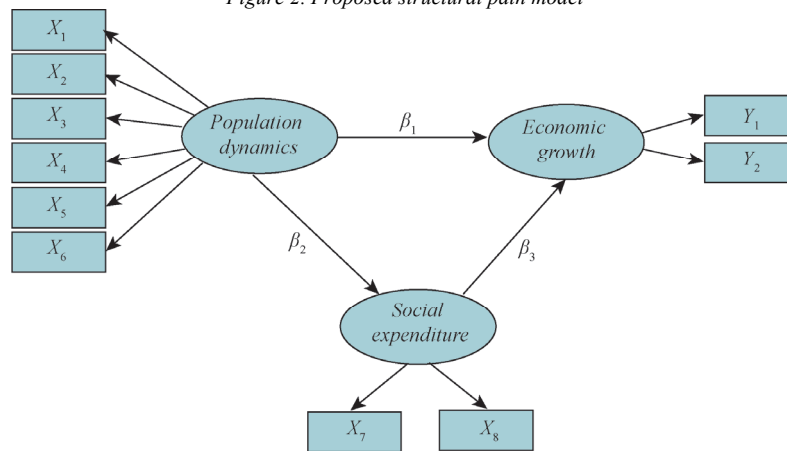 Figure 2. Proposed structural path model
X1
X2
X3
X4
X5
X6
Population
dynamics
β1
Economic
growth
Y1
Y2
β2
β3
Social
expenditure
X7
X8